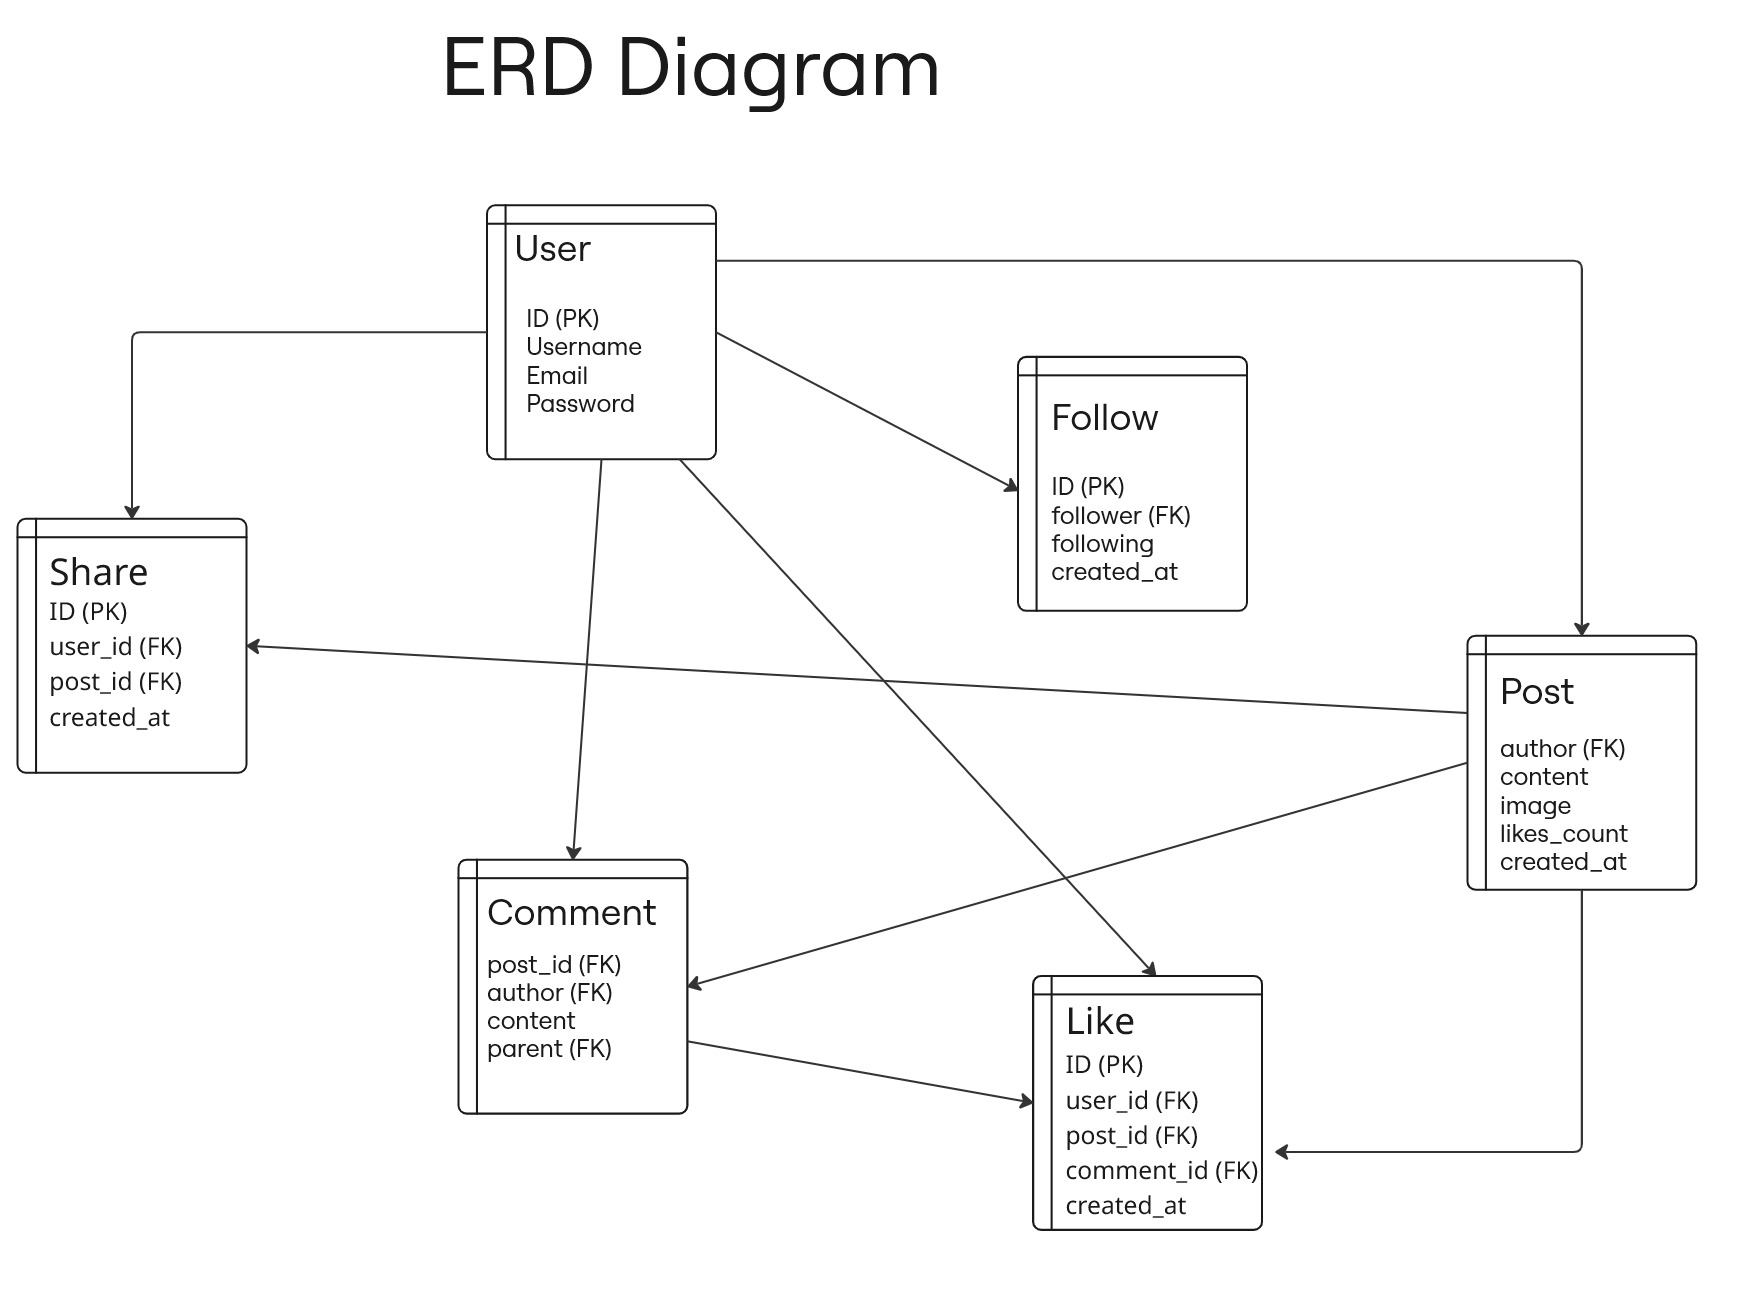 ERD Diagram
User
ID (PK)
Username
Email
Password
Follow
ID (PK)
follower (FK)
following
created_at
Share
ID (PK)
user_id (FK)
post_id (FK)
created_at
Post
author (FK)
content
image
likes_count
created_at
Comment
post_id (FK)
author (FK)
content
parent (FK)
Like
ID (PK)
user_id (FK)
post_id (FK)
comment_id (FK)
created_at